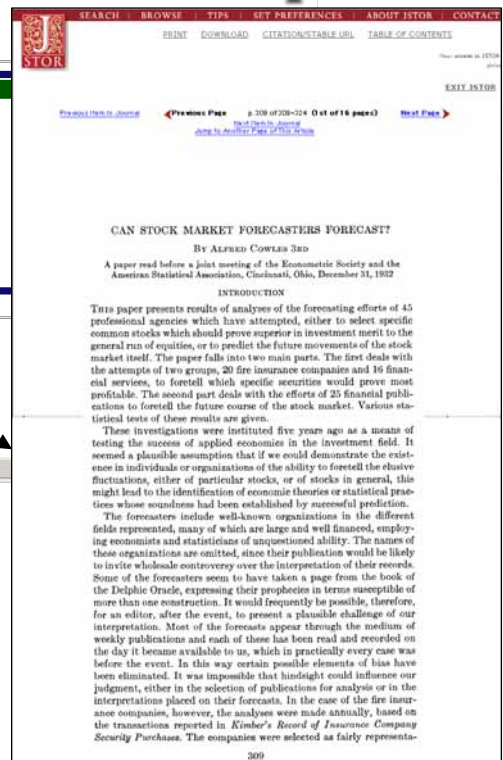 SEARCH | BROWSE | TIPS | SET PREFERENCES | ABOUT JSTOR | CONTACT
JSTOR
PRINT DOWNLOAD CITATION/STABLE URL TABLE OF CONTENTS
EXIT JSTOR
Previous Item in Journal Previous Page p. 309 of 309-324 (1st of 16 pages) Next Page
Next Item in Journal
Jump to Another Page of This Article
CAN STOCK MARKET FORECASTERS FORECAST?
By Alfred Cowles 3rd
A paper read before a joint meeting of the Econometric Society and the
American Statistical Association, Cincinnati, Ohio, December 31, 1932
INTRODUCTION
This paper presents results of analyses of the forecasting efforts of 45
professional agencies which have attempted, either to select specific
common stocks which should prove superior in investment merit to the
general run of equities, or to predict the future movements of the stock
market itself. The paper falls into two main parts. The first deals with
the attempts of two groups, 20 fire insurance companies and 16 finan-
cial services, to foretell which specific securities would prove most
profitable. The second part deals with the efforts of 25 financial publi-
cations to foretell the future course of the stock market. Various sta-
tistical tests of these results are given.
These investigations were instituted five years ago as a means of
testing the success of applied economics in the investment field. It
seemed a plausible assumption that if we could demonstrate the exist-
ence in individuals or organizations of the ability to foretell the elusive
fluctuations, either of particular stocks, or of stocks in general, this
might lead to the identification of economic theories or statistical prac-
tices whose soundness had been established by successful prediction.
The forecasters include well-known organizations in the different
fields represented, many of which are large and well financed, employ-
ing economists and statisticians of unquestioned ability. The names of
these organizations are omitted, since their publication would be likely
to invite wholesale controversy over the interpretation of their records.
Some of the forecasters seem to have taken a page from the book of
the Delphic Oracle, expressing their prophecies in terms susceptible of
more than one construction. It would frequently be possible, therefore,
for an editor, after the event, to present a plausible challenge of our
interpretation. Most of the forecasts appear through the medium of
weekly publications and each of these has been read and recorded on
the day it became available to us, which in practically every case was
before the event. In this way certain possible elements of bias have
been eliminated. It was impossible that hindsight could influence our
judgment, either in the selection of publications for analysis or in the
interpretations placed on their forecasts. In the case of the fire insur-
ance companies, however, the analyses were made annually, based on
the transactions reported in Kimber's Record of Insurance Company
Security Purchases. The companies were selected as fairly representa-
309